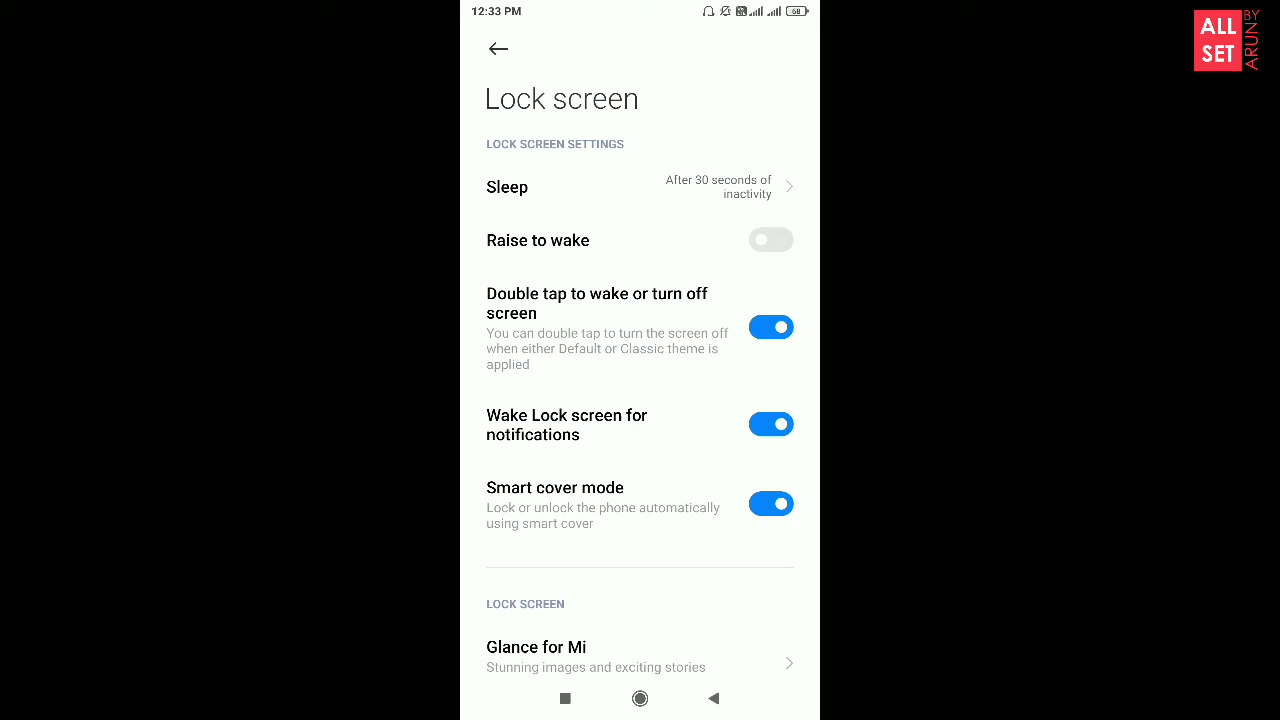 12:33 PM
68
ALL
SET
BY
ARUN
Lock screen
LOCK SCREEN SETTINGS
Sleep
After 30 seconds of
inactivity
Raise to wake
Double tap to wake or turn off
screen
You can double tap to turn the screen off
when either Default or Classic theme is
applied
Wake Lock screen for
notifications
Smart cover mode
Lock or unlock the phone automatically
using smart cover
LOCK SCREEN
Glance for Mi
Stunning images and exciting stories